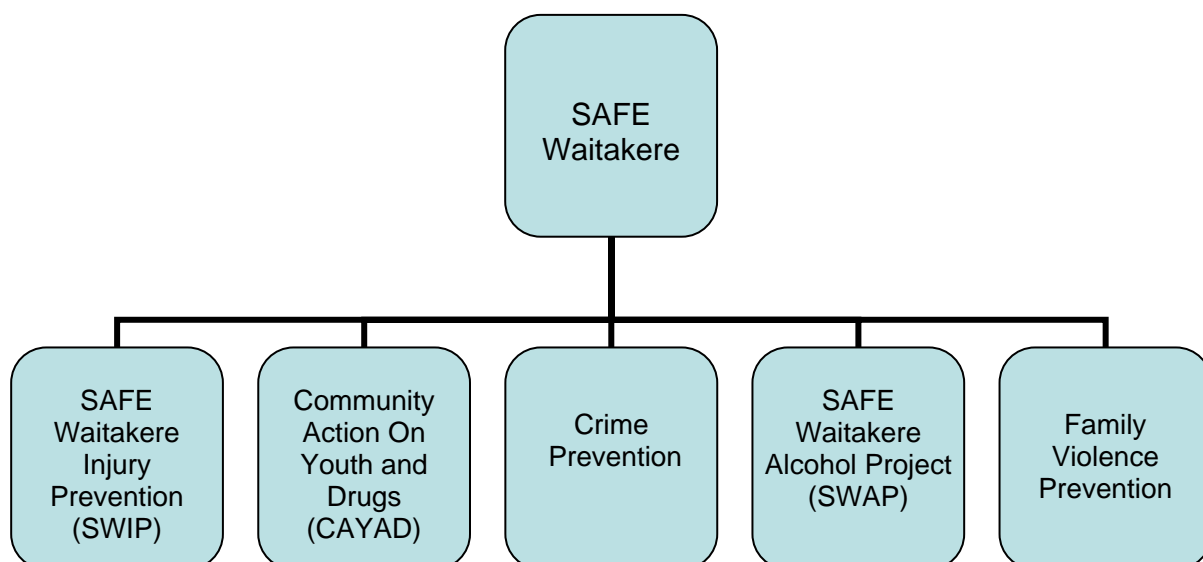 SAFE
Waitakere
SAFE
Waitakere
Injury
Prevention
(SWIP)
Community
Action On
Youth and
Drugs
(CAYAD)
Crime
Prevention
SAFE
Waitakere
Alcohol Project
(SWAP)
Family
Violence
Prevention